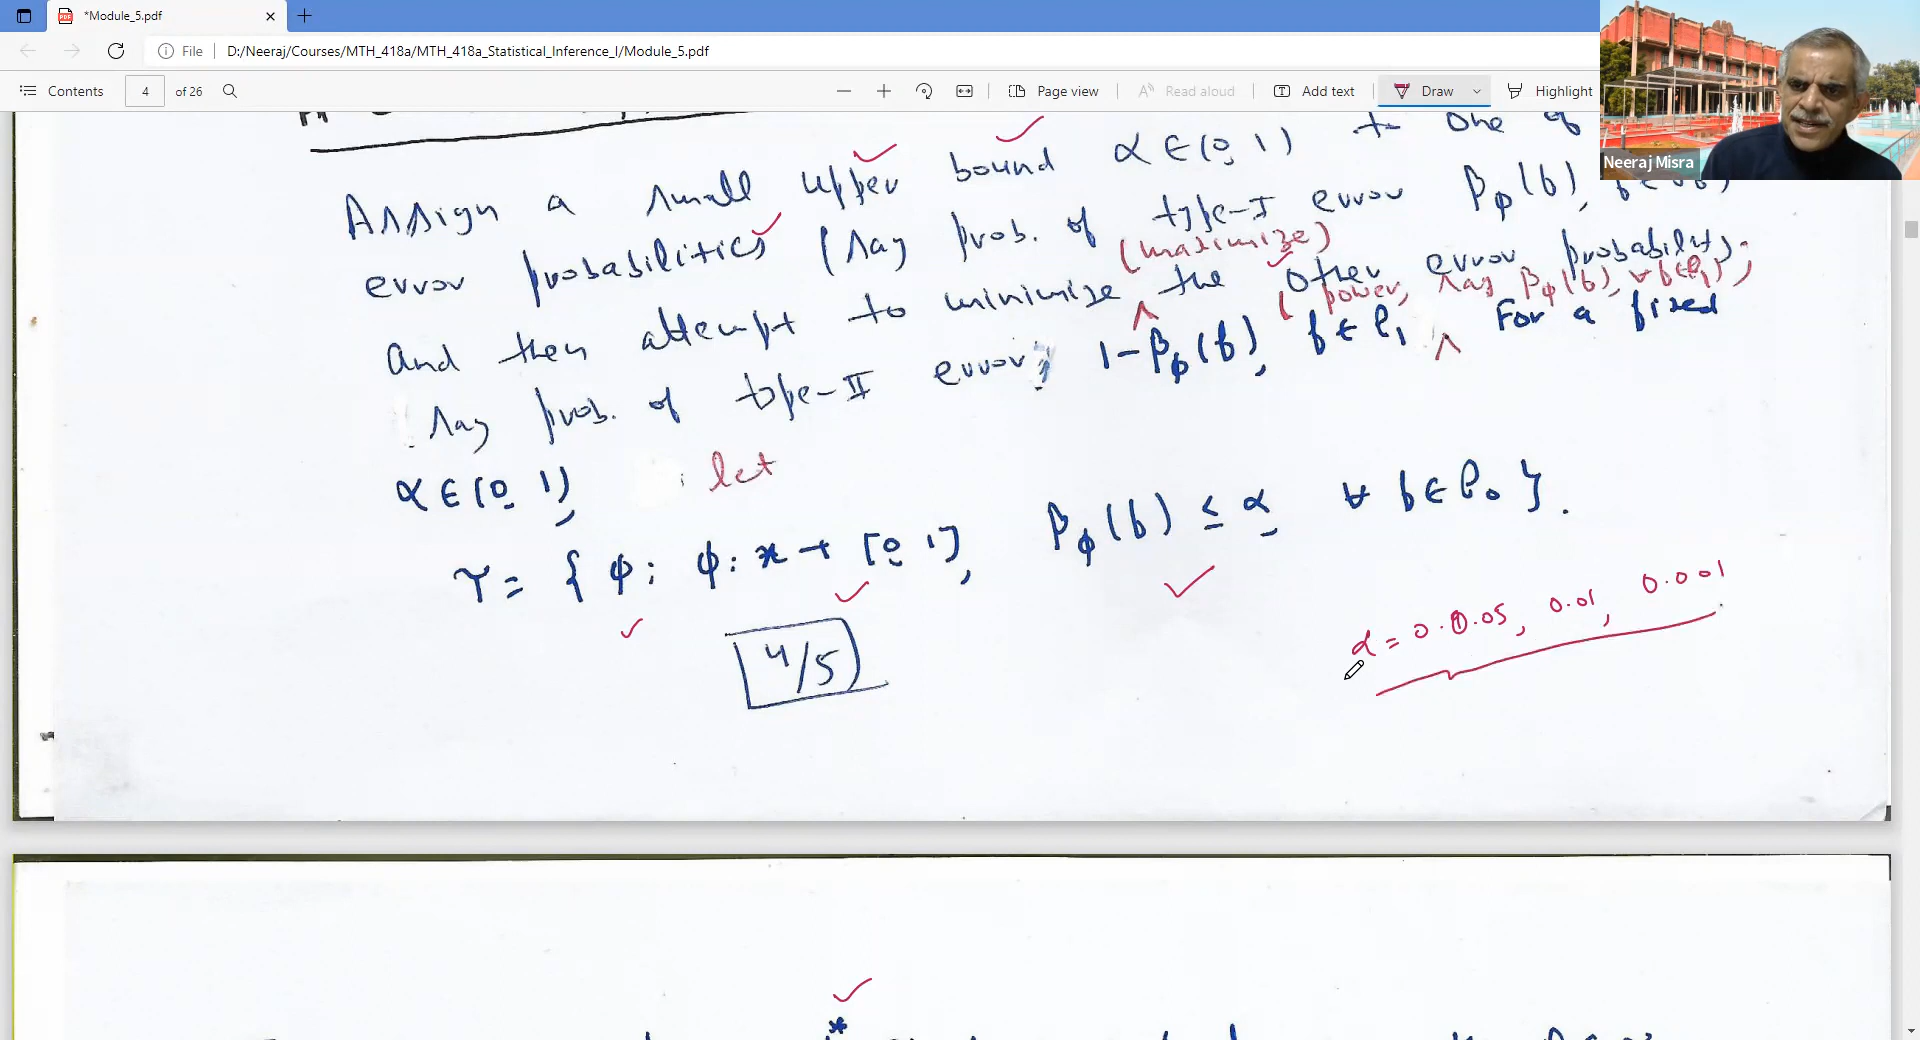 *Module_5.pdf
File D:/Neeraj/Courses/MTH_418a/MTH_418a_Statistical_Inference_I/Module_5.pdf
Contents 4 of 26 Page view Read aloud Add text Draw Highlight
Neeraj Misra
Assign a small upper bound α ∈ (0, 1) to one of
error probabilities (say prob. of type-I error β_φ(p),
(maximize)
and then attempt to minimize the other error probability;
(power, say β_φ(p), ∀ p ∈ P₁);
say prob. of type-II error; 1-β_φ(p), p ∈ P₁ For a fixed
α ∈ (0, 1), let
Υ = { φ : φ : x → [0, 1], β_φ(p) ≤ α ∀ p ∈ P₀ }.
α = 0.05, 0.01, 0.001
4/5
*